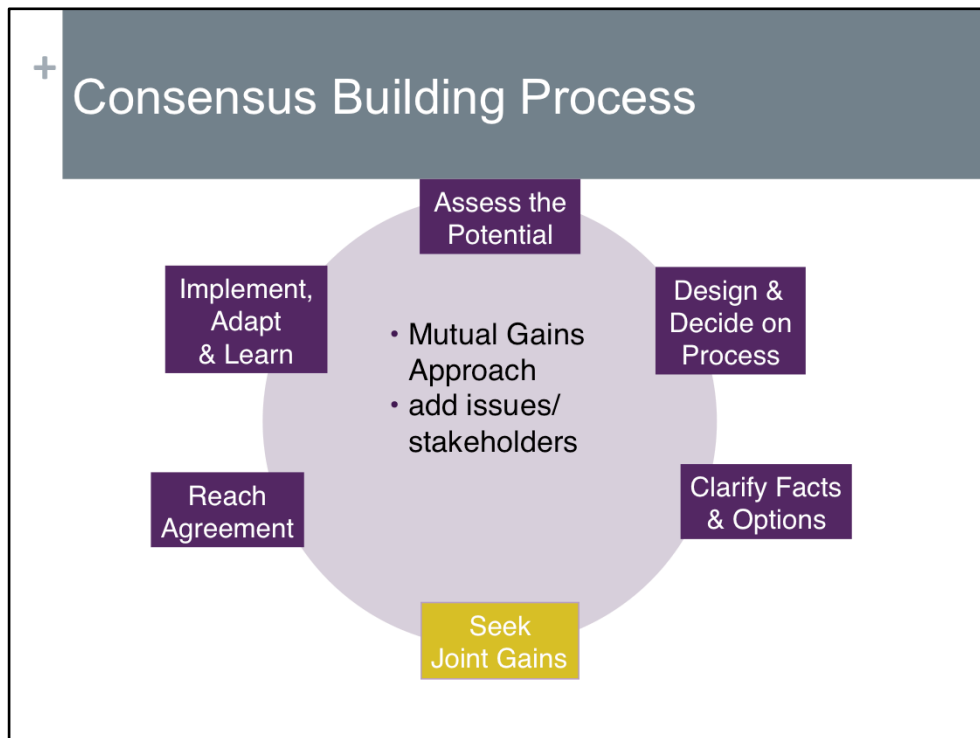 +
Consensus Building Process
Assess the
Potential
Design &
Decide on
Process
Clarify Facts
& Options
Seek
Joint Gains
Reach
Agreement
Implement,
Adapt
& Learn
• Mutual Gains
Approach
• add issues/
stakeholders